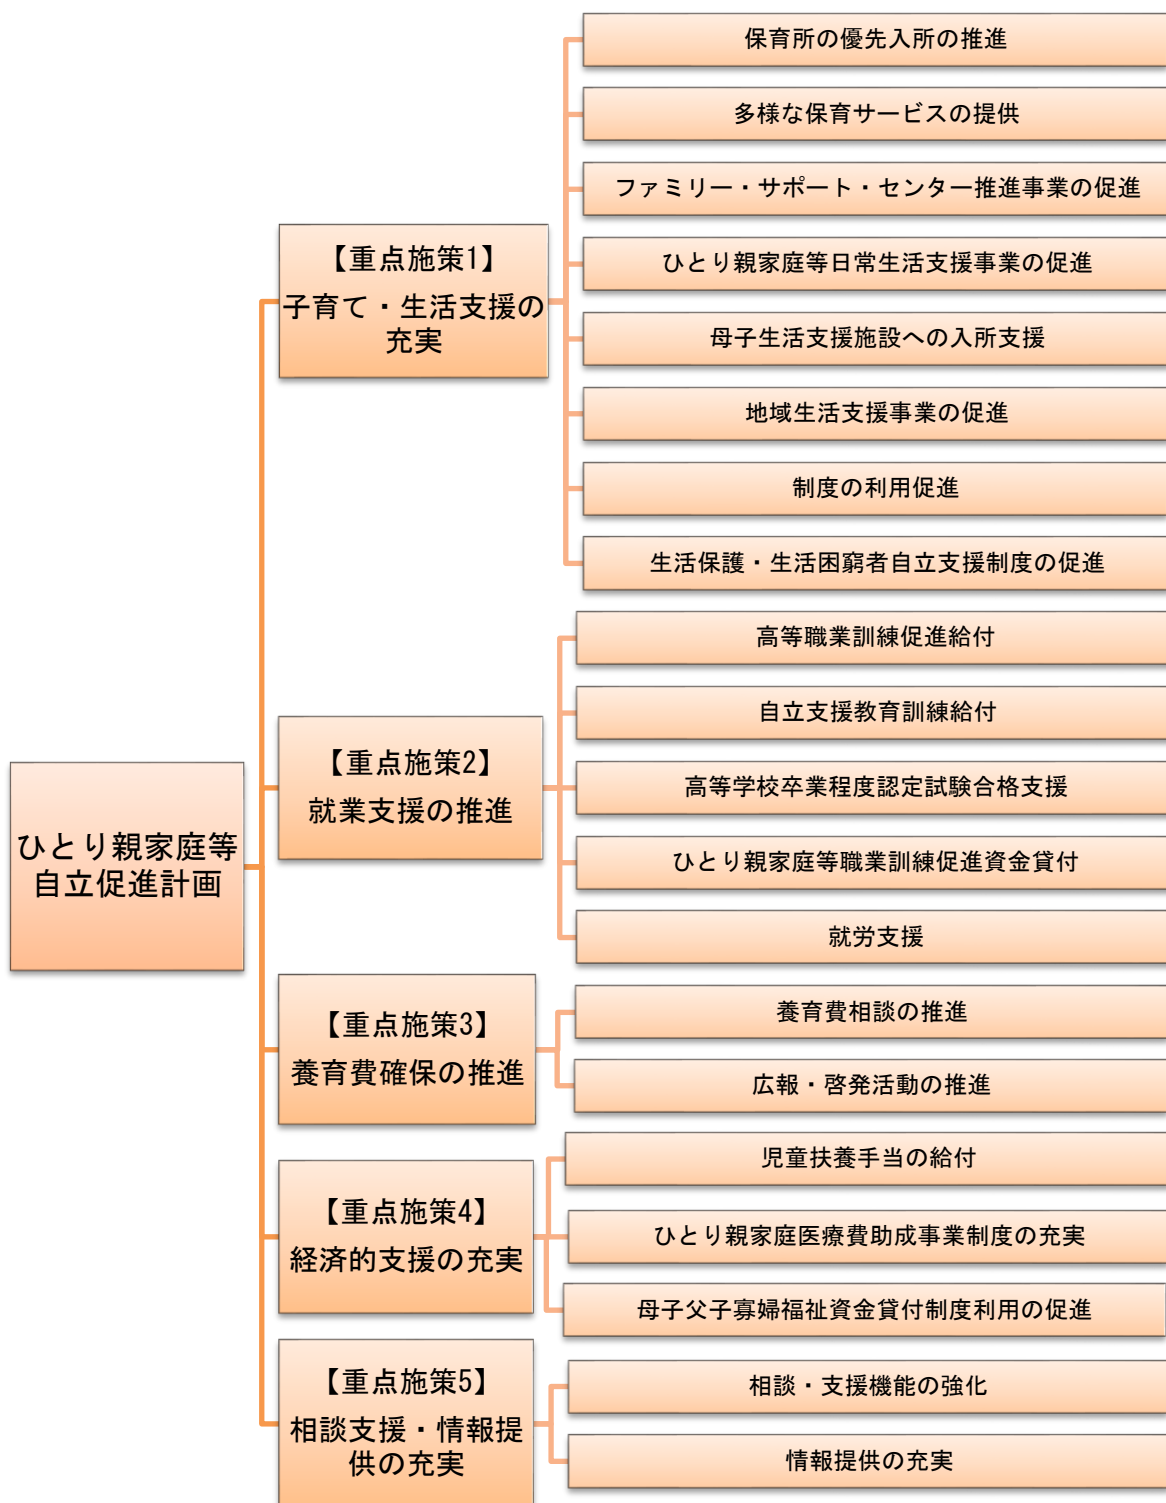 ひとり親家庭等
自立促進計画
【重点施策1】
子育て・生活支援の
充実
保育所の優先入所の推進
多様な保育サービスの提供
ファミリー・サポート・センター推進事業の促進
ひとり親家庭等日常生活支援事業の促進
母子生活支援施設への入所支援
地域生活支援事業の促進
制度の利用促進
生活保護・生活困窮者自立支援制度の促進
【重点施策2】
就業支援の推進
高等職業訓練促進給付
自立支援教育訓練給付
高等学校卒業程度認定試験合格支援
ひとり親家庭等職業訓練促進資金貸付
就労支援
【重点施策3】
養育費確保の推進
養育費相談の推進
広報・啓発活動の推進
【重点施策4】
経済的支援の充実
児童扶養手当の給付
ひとり親家庭医療費助成事業制度の充実
母子父子寡婦福祉資金貸付制度利用の促進
【重点施策5】
相談支援・情報提
供の充実
相談・支援機能の強化
情報提供の充実